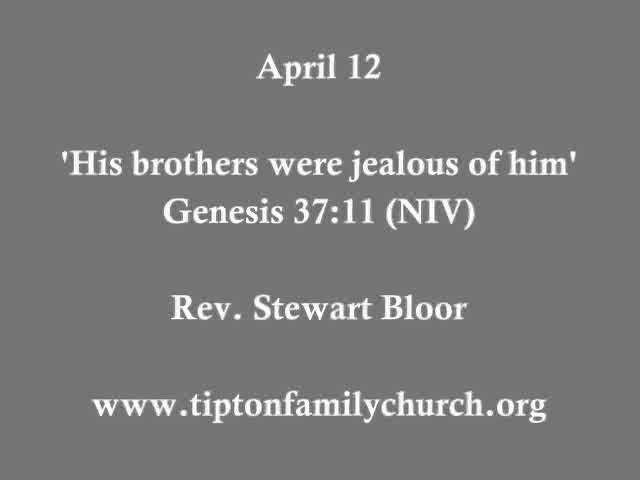 April 12
'His brothers were jealous of him'
Genesis 37:11 (NIV)
Rev. Stewart Bloor
www.tiptonfamilychurch.org